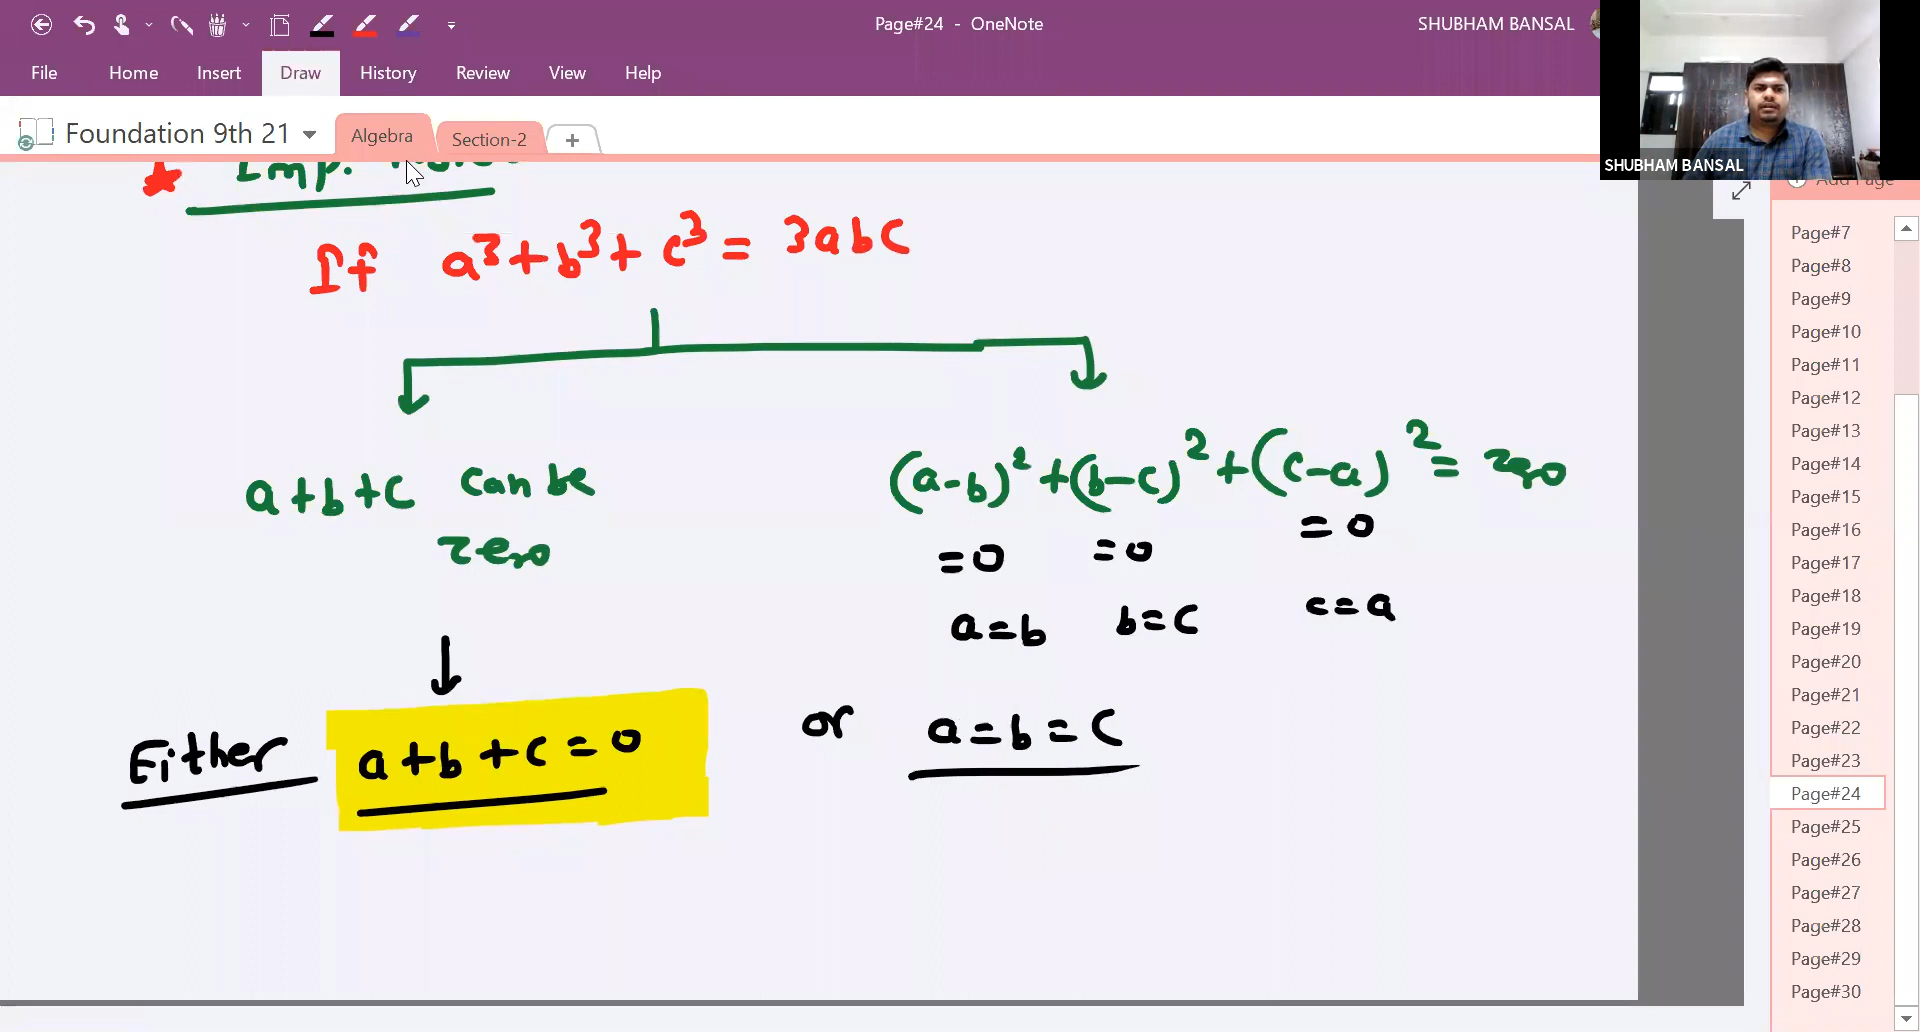 Page#24 - OneNote
SHUBHAM BANSAL
File Home Insert Draw History Review View Help
Foundation 9th 21
Algebra
Section-2
SHUBHAM BANSAL
Add Page
Imp.
If a³+b³+c³ = 3abc
a+b+c can be
zero
(a-b)²+(b-c)²+(c-a)² = zero
=0 =0 =0
a=b b=c c=a
Either a+b+c=0 or a=b=c
Page#7
Page#8
Page#9
Page#10
Page#11
Page#12
Page#13
Page#14
Page#15
Page#16
Page#17
Page#18
Page#19
Page#20
Page#21
Page#22
Page#23
Page#24
Page#25
Page#26
Page#27
Page#28
Page#29
Page#30